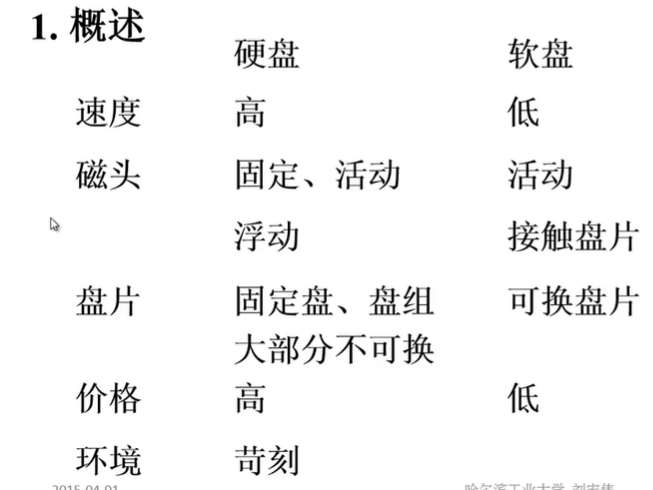 1. 概述
硬盘 软盘
速度 高 低
磁头 固定、活动 活动
浮动 接触盘片
盘片 固定盘、盘组 可换盘片
大部分不可换
价格 高 低
环境 苛刻
2015-04-01 哈尔滨工业大学 刘宏伟